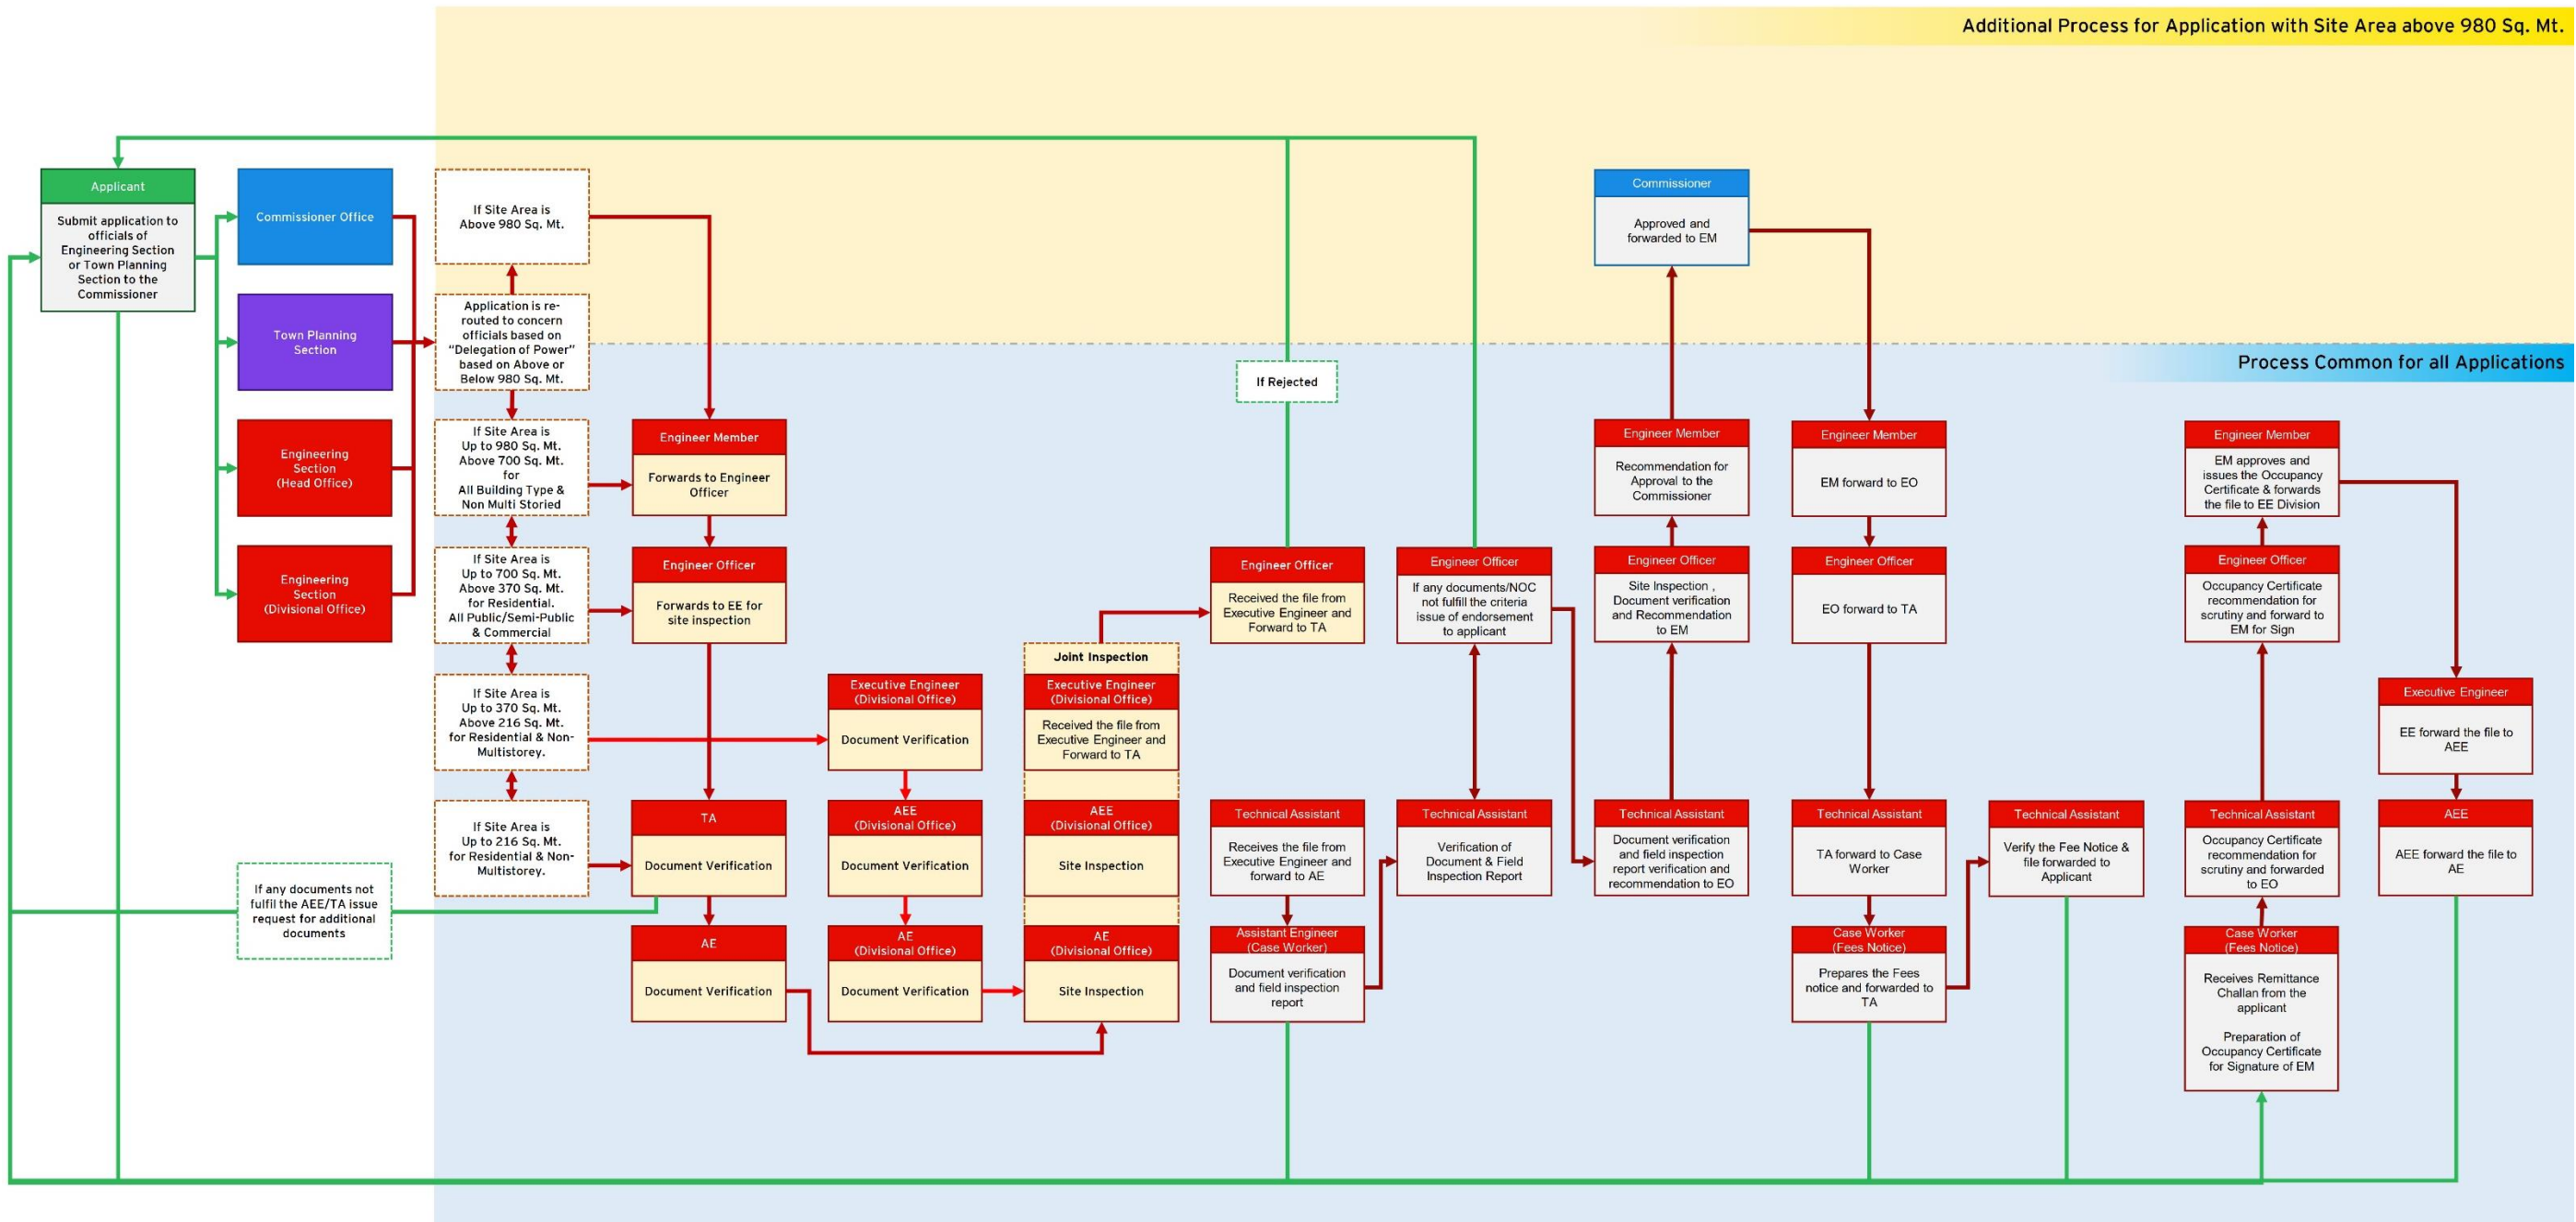 Additional Process for Application with Site Area above 980 Sq. Mt.
Applicant
Submit application to
officials of
Engineering Section
or Town Planning
Section to the
Commissioner
Commissioner Office
Town Planning
Section
Engineering
Section
(Head Office)
Engineering
Section
(Divisional Office)
If any documents not
fulfil the AEE/TA issue
request for additional
documents
If Site Area is
Above 980 Sq. Mt.
Application is re-
routed to concern
officials based on
“Delegation of Power”
based on Above or
Below 980 Sq. Mt.
If Site Area is
Up to 980 Sq. Mt.
Above 700 Sq. Mt.
for
All Building Type &
Non Multi Storied
If Site Area is
Up to 700 Sq. Mt.
Above 370 Sq. Mt.
for Residential.
All Public/Semi-Public
& Commercial
If Site Area is
Up to 370 Sq. Mt.
Above 216 Sq. Mt.
for Residential & Non-
Multistorey.
If Site Area is
Up to 216 Sq. Mt.
for Residential & Non-
Multistorey.
Engineer Member
Forwards to Engineer
Officer
Engineer Officer
Forwards to EE for
site inspection
TA
Document Verification
AE
Document Verification
Executive Engineer
(Divisional Office)
Document Verification
AEE
(Divisional Office)
Document Verification
AE
(Divisional Office)
Document Verification
Joint Inspection
Executive Engineer
(Divisional Office)
Received the file from
Executive Engineer and
Forward to TA
AEE
(Divisional Office)
Site Inspection
AE
(Divisional Office)
Site Inspection
If Rejected
Engineer Officer
Received the file from
Executive Engineer and
Forward to TA
Technical Assistant
Receives the file from
Executive Engineer and
forward to AE
Assistant Engineer
(Case Worker)
Document verification
and field inspection
report
Engineer Officer
If any documents/NOC
not fulfill the criteria
issue of endorsement
to applicant
Technical Assistant
Verification of
Document & Field
Inspection Report
Commissioner
Approved and
forwarded to EM
Engineer Member
Recommendation for
Approval to the
Commissioner
Engineer Officer
Site Inspection ,
Document verification
and Recommendation
to EM
Technical Assistant
Document verification
and field inspection
report verification and
recommendation to EO
Process Common for all Applications
Engineer Member
EM forward to EO
Engineer Officer
EO forward to TA
Technical Assistant
TA forward to Case
Worker
Case Worker
(Fees Notice)
Prepares the Fees
notice and forwarded to
TA
Technical Assistant
Verify the Fee Notice &
file forwarded to
Applicant
Engineer Member
EM approves and
issues the Occupancy
Certificate & forwards
the file to EE Division
Engineer Officer
Occupancy Certificate
recommendation for
scrutiny and forward to
EM for Sign
Technical Assistant
Occupancy Certificate
recommendation for
scrutiny and forwarded
to EO
Case Worker
(Fees Notice)
Receives Remittance
Challan from the
applicant
Preparation of
Occupancy Certificate
for Signature of EM
Executive Engineer
EE forward the file to
AEE
AEE
AEE forward the file to
AE